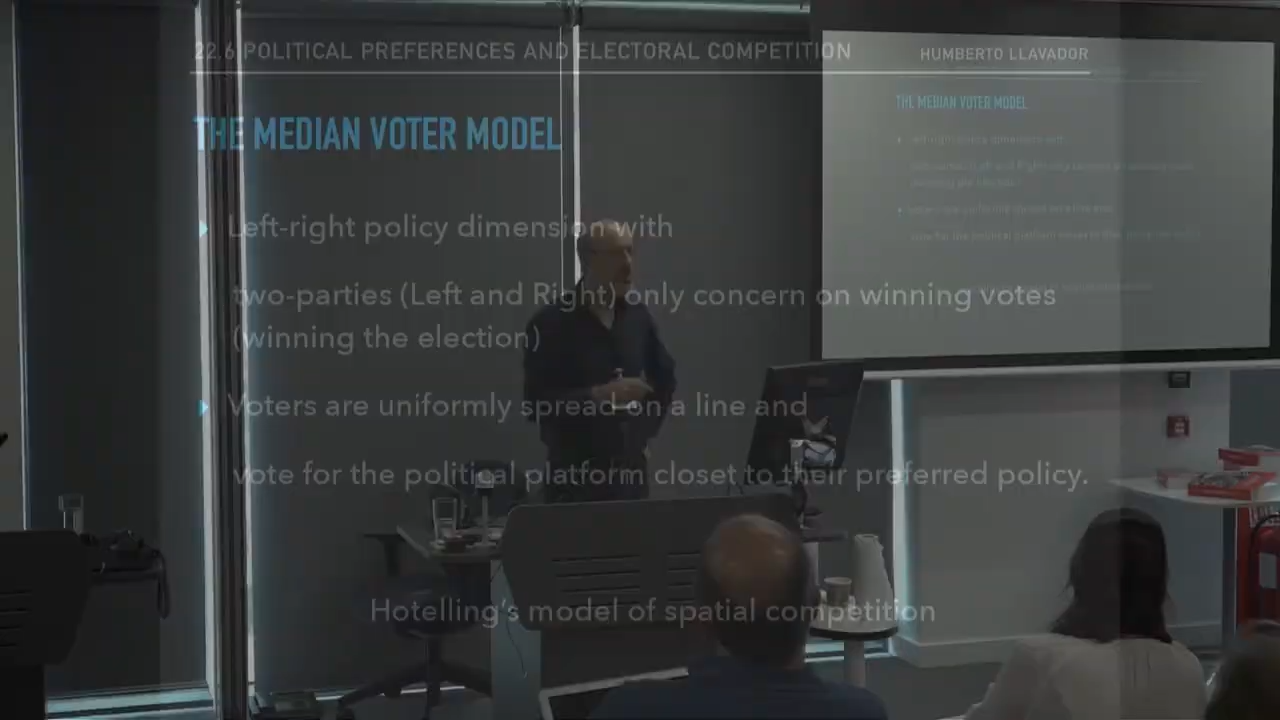 22.6 POLITICAL PREFERENCES AND ELECTORAL COMPETITION
HUMBERTO LLAVADOR
THE MEDIAN VOTER MODEL
Left-right policy dimension with
two-parties (Left and Right) only concern on winning votes
(winning the election)
Voters are uniformly spread on a line and
vote for the political platform closet to their preferred policy.
Hotelling's model of spatial competition
THE MEDIAN VOTER MODEL